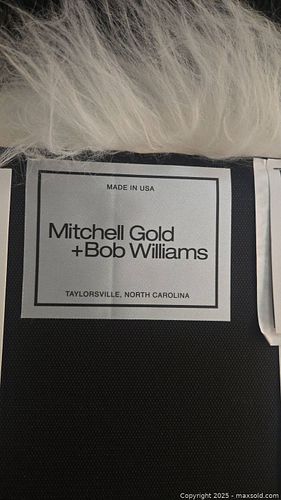 MADE IN USA
Mitchell Gold
+Bob Williams
TAYLORSVILLE, NORTH CAROLINA
Copyright © 2025 - maxsold.com